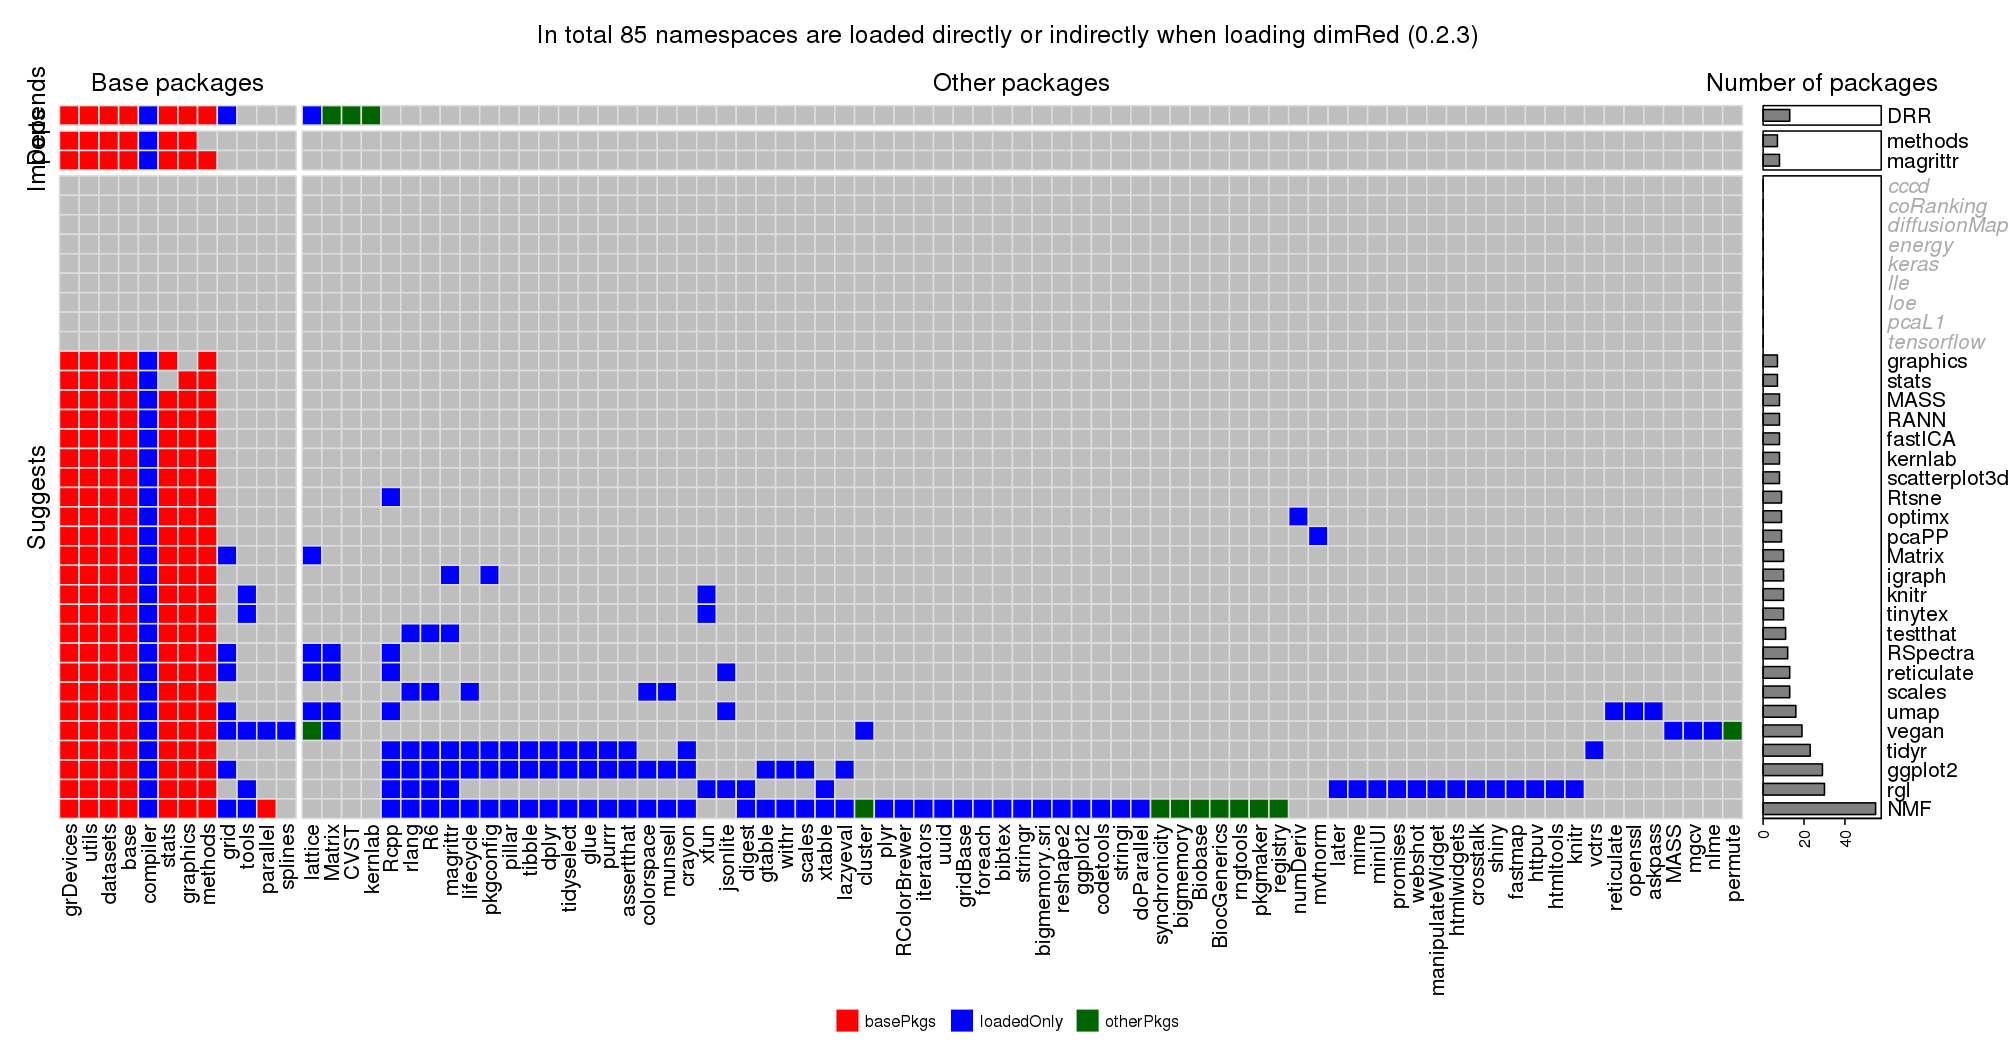 In total 85 namespaces are loaded directly or indirectly when loading dimRed (0.2.3)
Base packages
Other packages
Number of packages
Depends
Imports
Suggests
DRR
methods
magrittr
cccd
coRanking
diffusionMap
energy
keras
lle
loe
pcaL1
tensorflow
graphics
stats
MASS
RANN
fastICA
kernlab
scatterplot3d
Rtsne
optimx
pcaPP
Matrix
igraph
knitr
tinytex
testthat
RSpectra
reticulate
scales
umap
vegan
tidyr
ggplot2
rgl
NMF
grDevices
utils
datasets
base
compiler
stats
graphics
methods
grid
tools
parallel
splines
lattice
Matrix
CVST
kernlab
Rcpp
rlang
R6
magrittr
lifecycle
pkgconfig
pillar
tibble
dplyr
tidyselect
glue
purrr
assertthat
colorspace
munsell
crayon
xfun
jsonlite
digest
gtable
withr
scales
xtable
lazyeval
cluster
plyr
RColorBrewer
iterators
uuid
gridBase
foreach
bibtex
stringr
bigmemory.sri
reshape2
ggplot2
codetools
stringi
doParallel
synchronicity
bigmemory
Biobase
BiocGenerics
rngtools
pkgmaker
registry
numDeriv
mvtnorm
later
mime
miniUI
promises
webshot
manipulateWidget
htmlwidgets
crosstalk
shiny
fastmap
httpuv
htmltools
knitr
vctrs
reticulate
openssl
askpass
MASS
mgcv
nlme
permute
0
20
40
basePkgs
loadedOnly
otherPkgs